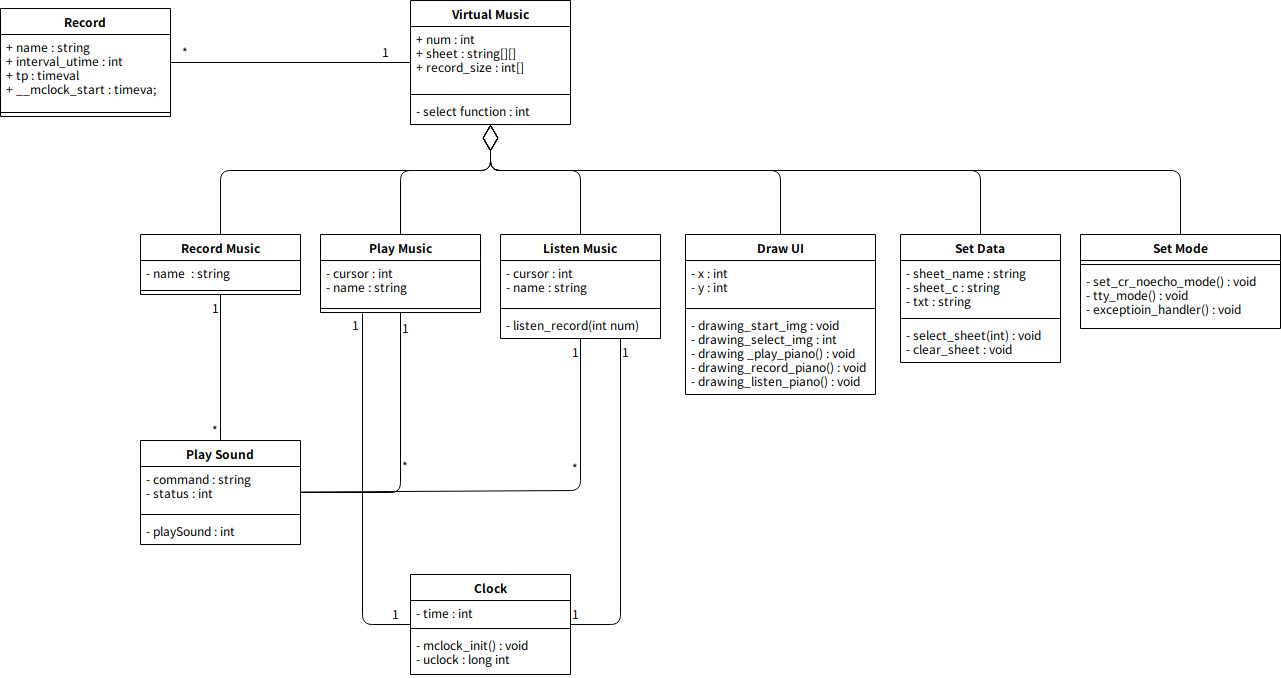 Record
+ name : string
+ interval_utime : int
+ tp : timeval
+ __mclock_start : timeva;
*
1
Virtual Music
+ num : int
+ sheet : string[][]
+ record_size : int[]
- select function : int
Record Music
- name  : string
Play Music
- cursor : int
- name : string
Listen Music
- cursor : int
- name : string
- listen_record(int num)
Draw UI
- x : int
- y : int
- drawing_start_img : void
- drawing_select_img : int
- drawing _play_piano() : void
- drawing_record_piano() : void
- drawing_listen_piano() : void
Set Data
- sheet_name : string
- sheet_c : string
- txt : string
- select_sheet(int) : void
- clear_sheet : void
Set Mode
- set_cr_noecho_mode() : void
- tty_mode() : void
- exceptioin_handler() : void
1
1
1
1
1
*
*
*
Play Sound
- command : string
- status : int
- playSound : int
1
1
Clock
- time : int
- mclock_init() : void
- uclock : long int